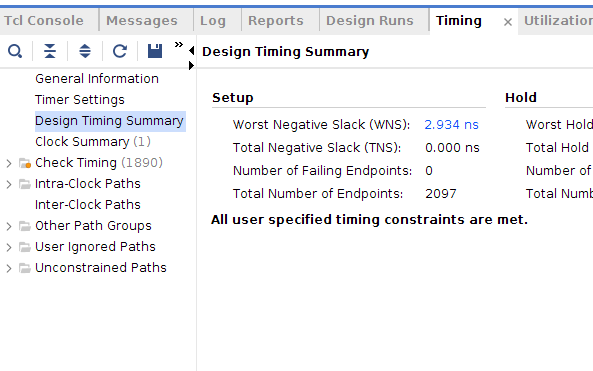 Tcl Console Messages Log Reports Design Runs Timing × Utilization
»
Design Timing Summary
General Information
Timer Settings
Design Timing Summary
Clock Summary (1)
Check Timing (1890)
Intra-Clock Paths
Inter-Clock Paths
Other Path Groups
User Ignored Paths
Unconstrained Paths
Setup
Worst Negative Slack (WNS): 2.934 ns
Total Negative Slack (TNS): 0.000 ns
Number of Failing Endpoints: 0
Total Number of Endpoints: 2097
All user specified timing constraints are met.
Hold
Worst Hold
Total Hold
Number of
Total Numb